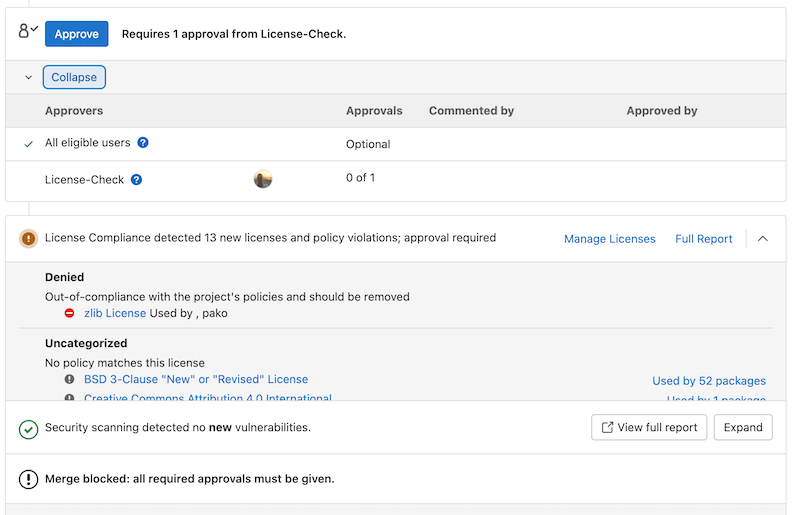 Approve Requires 1 approval from License-Check.
Collapse
Approvers Approvals Commented by Approved by
All eligible users ? Optional
License-Check ? 0 of 1
License Compliance detected 13 new licenses and policy violations; approval required Manage Licenses Full Report
Denied
Out-of-compliance with the project's policies and should be removed
zlib License Used by , pako
Uncategorized
No policy matches this license
BSD 3-Clause "New" or "Revised" License Used by 52 packages
Creative Commons Attribution 4.0 International Used by 1 package
Security scanning detected no new vulnerabilities. View full report Expand
Merge blocked: all required approvals must be given.